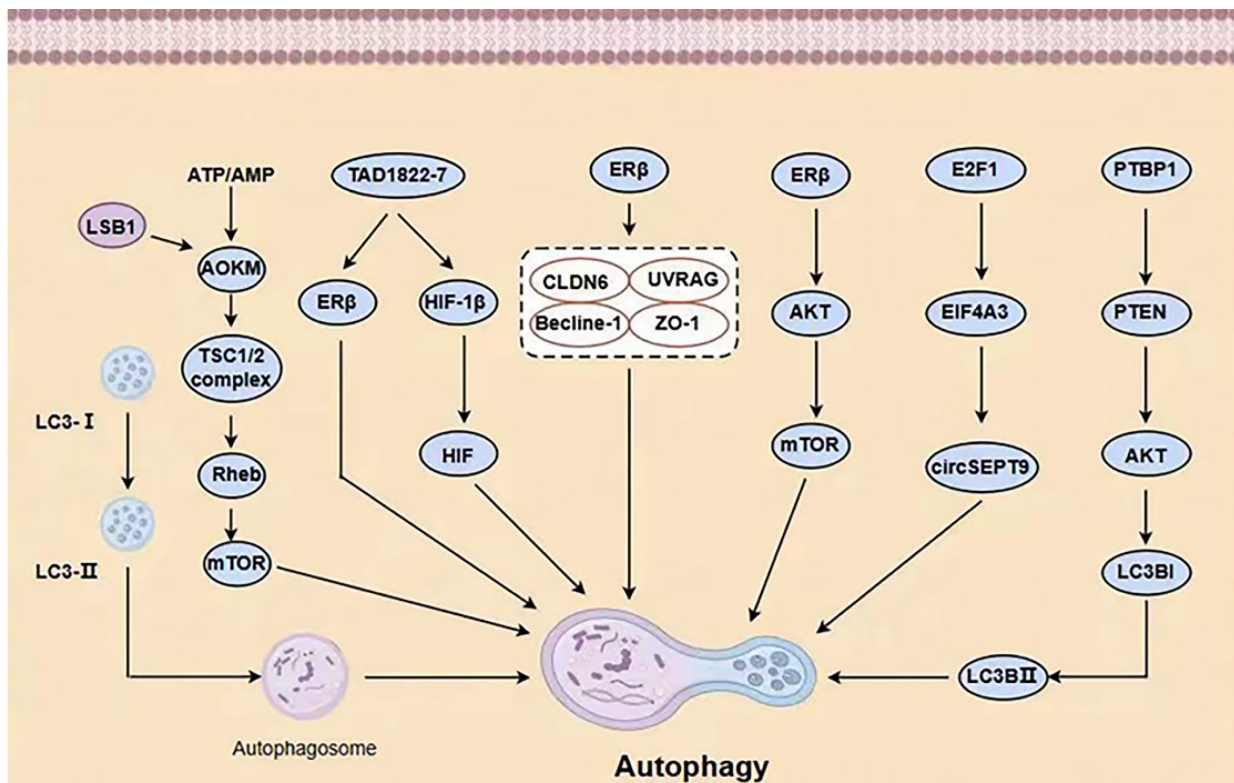 ATP/AMP
LSB1
AOKM
TSC1/2
complex
Rheb
mTOR
LC3-Ⅰ
LC3-Ⅱ
Autophagosome
TAD1822-7
ERβ
HIF-1β
HIF
ERβ
CLDN6
UVRAG
Becline-1
ZO-1
ERβ
AKT
mTOR
E2F1
EIF4A3
circSEPT9
PTBP1
PTEN
AKT
LC3BI
LC3BⅡ
Autophagy